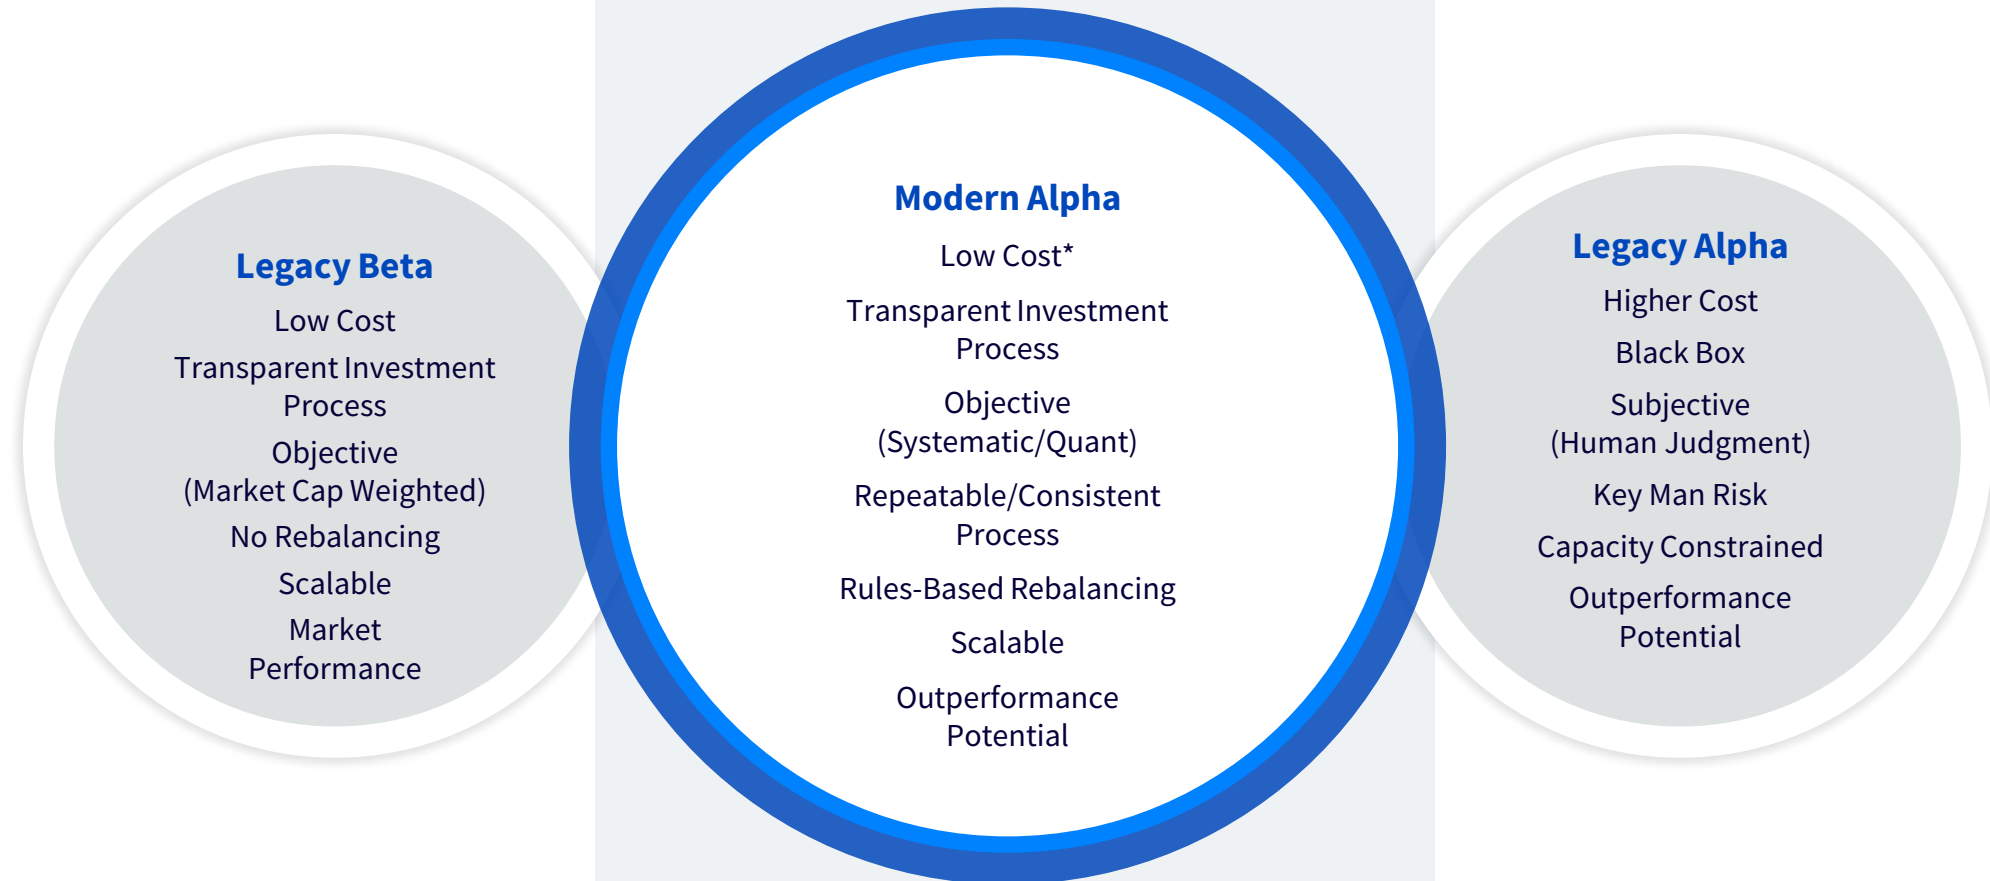 Legacy Beta
Low Cost
Transparent Investment
Process
Objective
(Market Cap Weighted)
No Rebalancing
Scalable
Market
Performance
Modern Alpha
Low Cost*
Transparent Investment
Process
Objective
(Systematic/Quant)
Repeatable/Consistent
Process
Rules-Based Rebalancing
Scalable
Outperformance
Potential
Legacy Alpha
Higher Cost
Black Box
Subjective
(Human Judgment)
Key Man Risk
Capacity Constrained
Outperformance
Potential